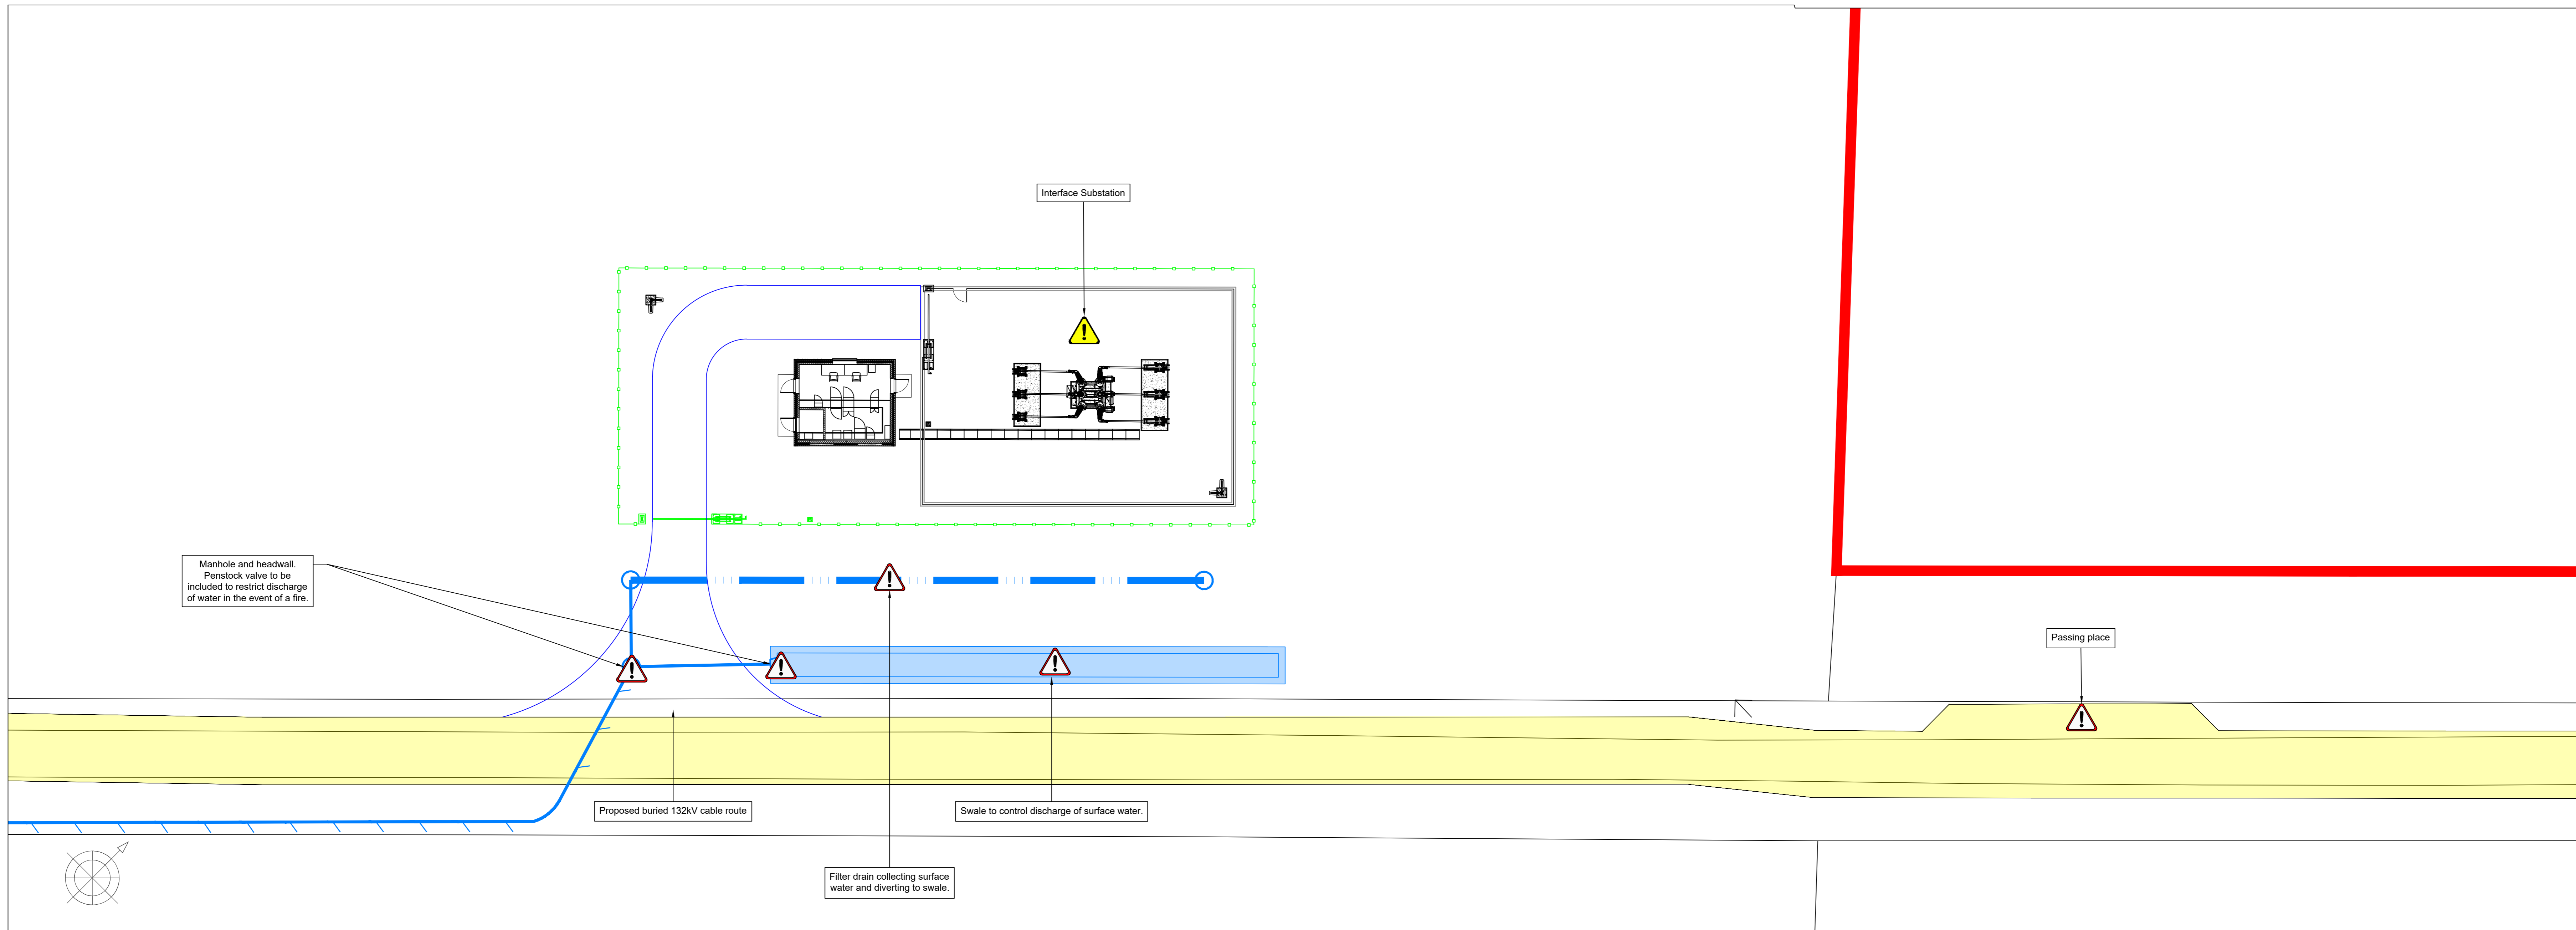 Interface Substation
Manhole and headwall.
Penstock valve to be
included to restrict discharge
of water in the event of a fire.
Passing place
Proposed buried 132kV cable route
Swale to control discharge of surface water.
Filter drain collecting surface
water and diverting to swale.